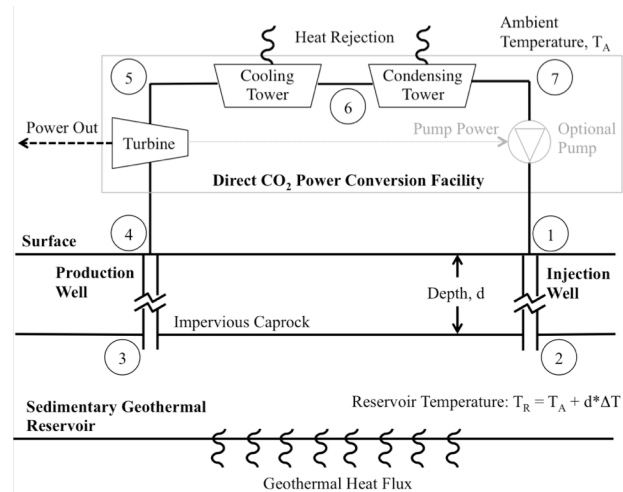 Ambient
Temperature, T_A
Heat Rejection
5
Cooling
Tower
6
Condensing
Tower
7
Power Out
Turbine
Pump Power
Optional
Pump
Direct CO₂ Power Conversion Facility
4
1
Surface
Production
Well
Depth, d
Injection
Well
Impervious Caprock
3
2
Reservoir Temperature: T_R = T_A + d*ΔT
Sedimentary Geothermal
Reservoir
Geothermal Heat Flux